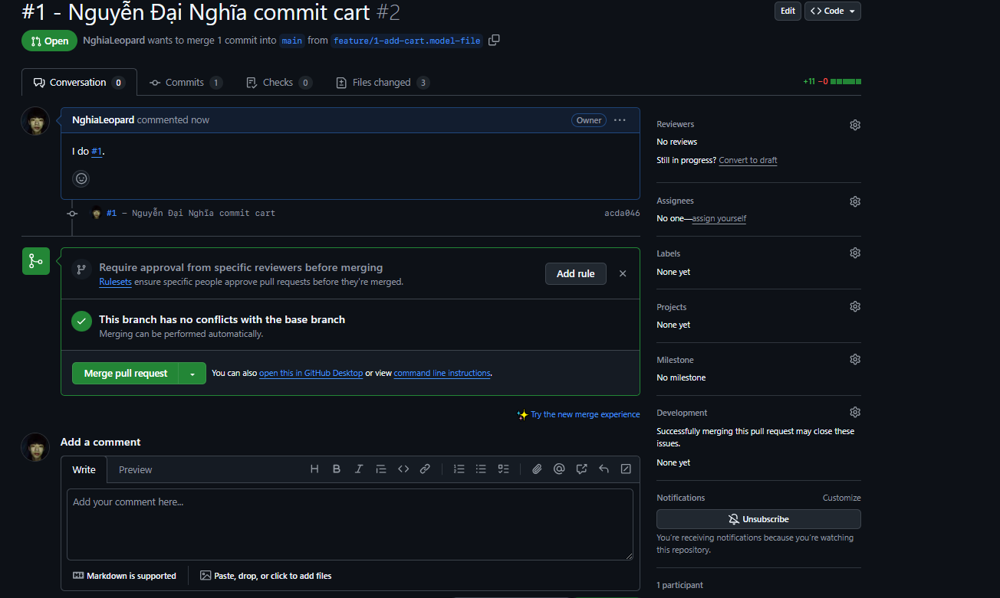 #1 - Nguyễn Đại Nghĩa commit cart #2
Edit
<> Code
Open
NghiaLeopard wants to merge 1 commit into main from feature/1-add-cart.model-file
Conversation 0
Commits 1
Checks 0
Files changed 3
+11 −0
NghiaLeopard commented now
Owner
I do #1.
#1 - Nguyễn Đại Nghĩa commit cart
acda046
Require approval from specific reviewers before merging
Rulesets ensure specific people approve pull requests before they're merged.
Add rule
This branch has no conflicts with the base branch
Merging can be performed automatically.
Merge pull request
You can also open this in GitHub Desktop or view command line instructions.
Try the new merge experience
Add a comment
Write
Preview
Add your comment here...
Markdown is supported
Paste, drop, or click to add files
Reviewers
No reviews
Still in progress? Convert to draft
Assignees
No one—assign yourself
Labels
None yet
Projects
None yet
Milestone
No milestone
Development
Successfully merging this pull request may close these
issues.
None yet
Notifications
Customize
Unsubscribe
You're receiving notifications because you're watching
this repository.
1 participant